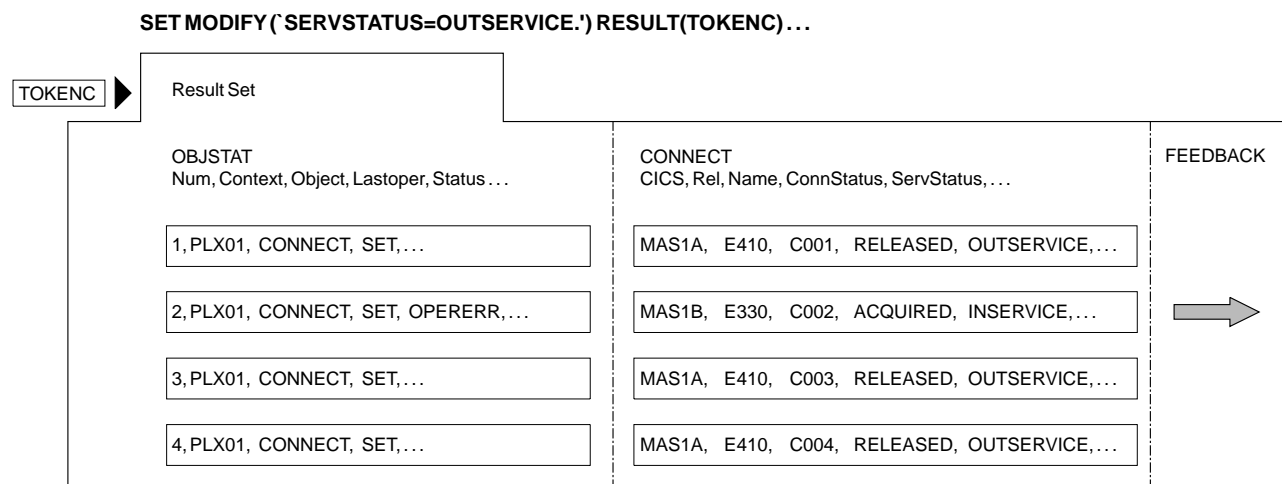 SET MODIFY (`SERVSTATUS=OUTSERVICE.') RESULT(TOKENC) . . .
TOKENC
Result Set
OBJSTAT
Num, Context, Object, Lastoper, Status . . .
CONNECT
CICS, Rel, Name, ConnStatus, ServStatus, . . .
FEEDBACK
1, PLX01, CONNECT, SET, . . .
MAS1A, E410, C001, RELEASED, OUTSERVICE, . . .
2, PLX01, CONNECT, SET, OPERERR, . . .
MAS1B, E330, C002, ACQUIRED, INSERVICE, . . .
3, PLX01, CONNECT, SET, . . .
MAS1A, E410, C003, RELEASED, OUTSERVICE, . . .
4, PLX01, CONNECT, SET, . . .
MAS1A, E410, C004, RELEASED, OUTSERVICE, . . .